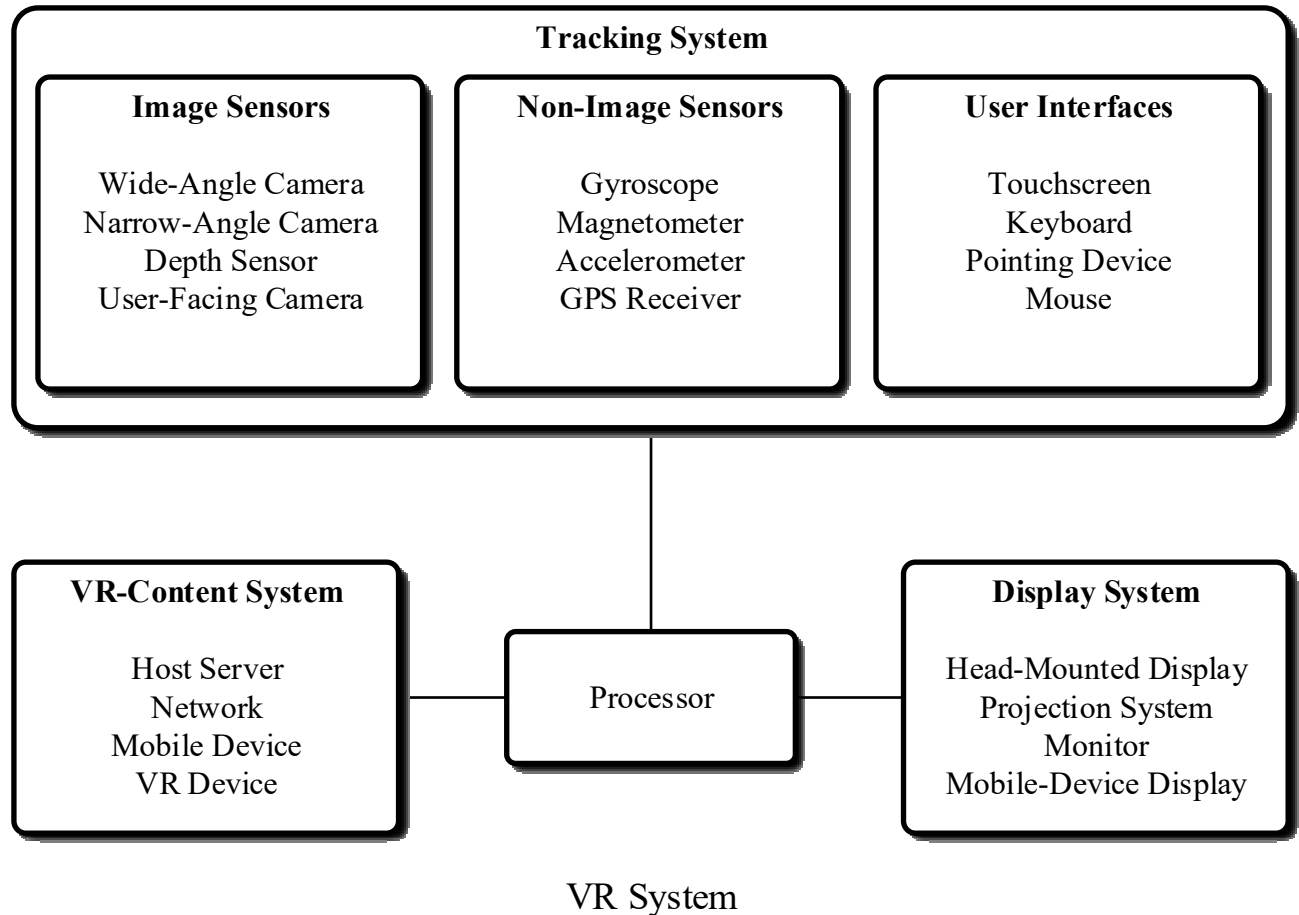 Tracking System
Image Sensors
Wide-Angle Camera
Narrow-Angle Camera
Depth Sensor
User-Facing Camera
Non-Image Sensors
Gyroscope
Magnetometer
Accelerometer
GPS Receiver
User Interfaces
Touchscreen
Keyboard
Pointing Device
Mouse
VR-Content System
Host Server
Network
Mobile Device
VR Device
Processor
Display System
Head-Mounted Display
Projection System
Monitor
Mobile-Device Display
VR System